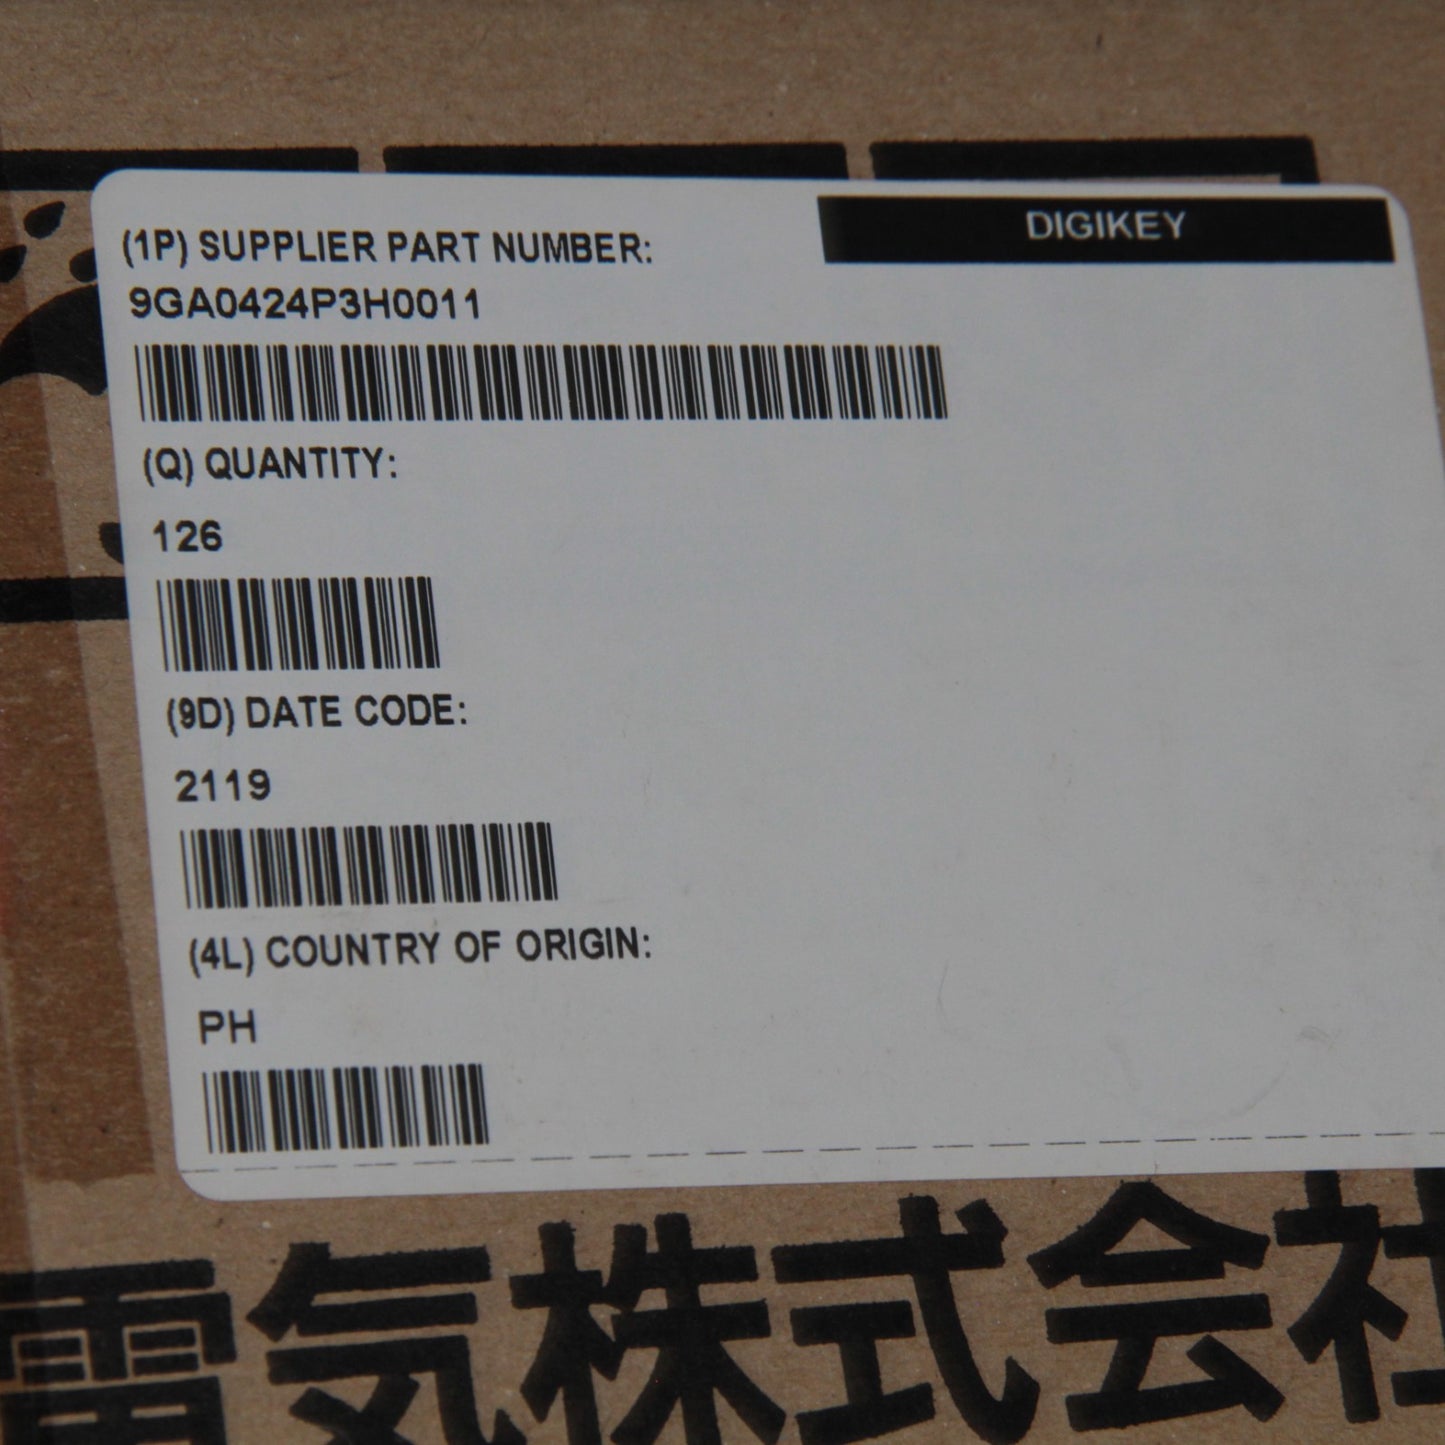 DIGIKEY
(1P) SUPPLIER PART NUMBER:
9GA0424P3H0011
(Q) QUANTITY:
126
(9D) DATE CODE:
2119
(4L) COUNTRY OF ORIGIN:
PH
電気株式会社